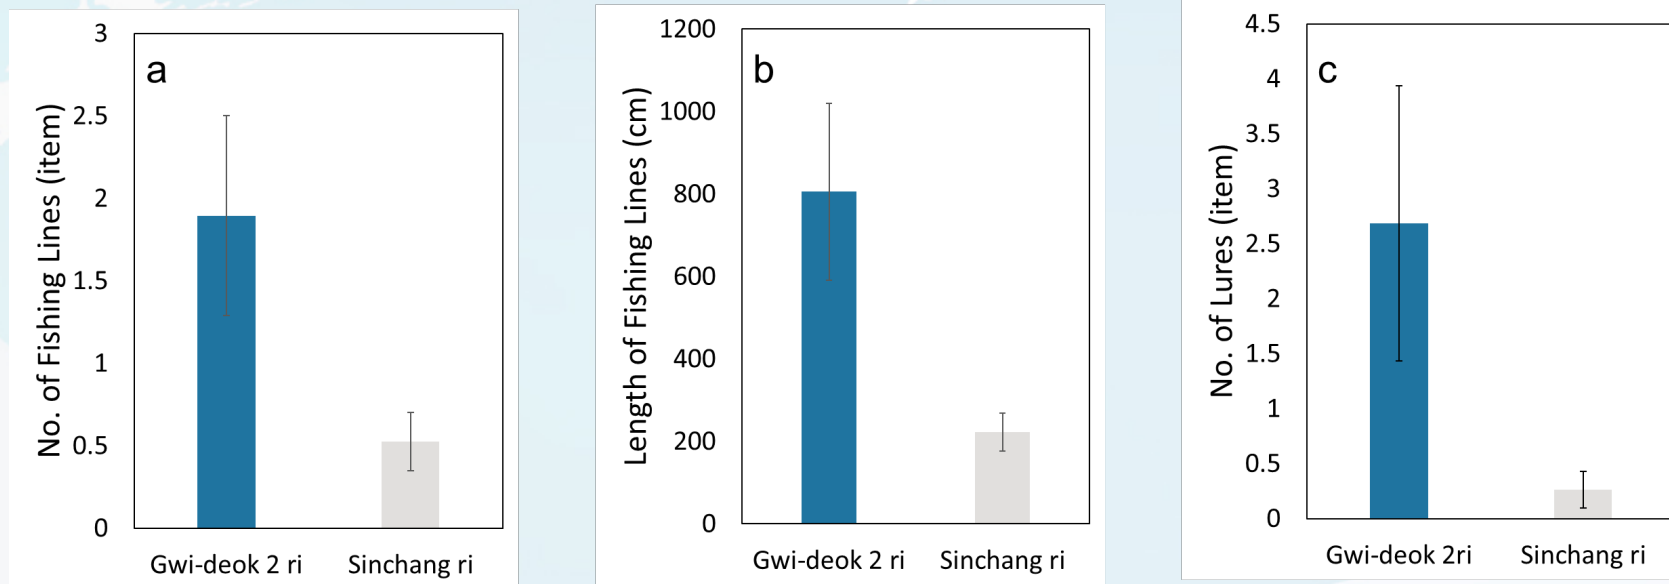 a
No. of Fishing Lines (item)
3
2.5
2
1.5
1
0.5
0
Gwi-deok 2 ri
Sinchang ri
b
Length of Fishing Lines (cm)
1200
1000
800
600
400
200
0
Gwi-deok 2 ri
Sinchang ri
c
No. of Lures (item)
4.5
4
3.5
3
2.5
2
1.5
1
0.5
0
Gwi-deok 2ri
Sinchang ri